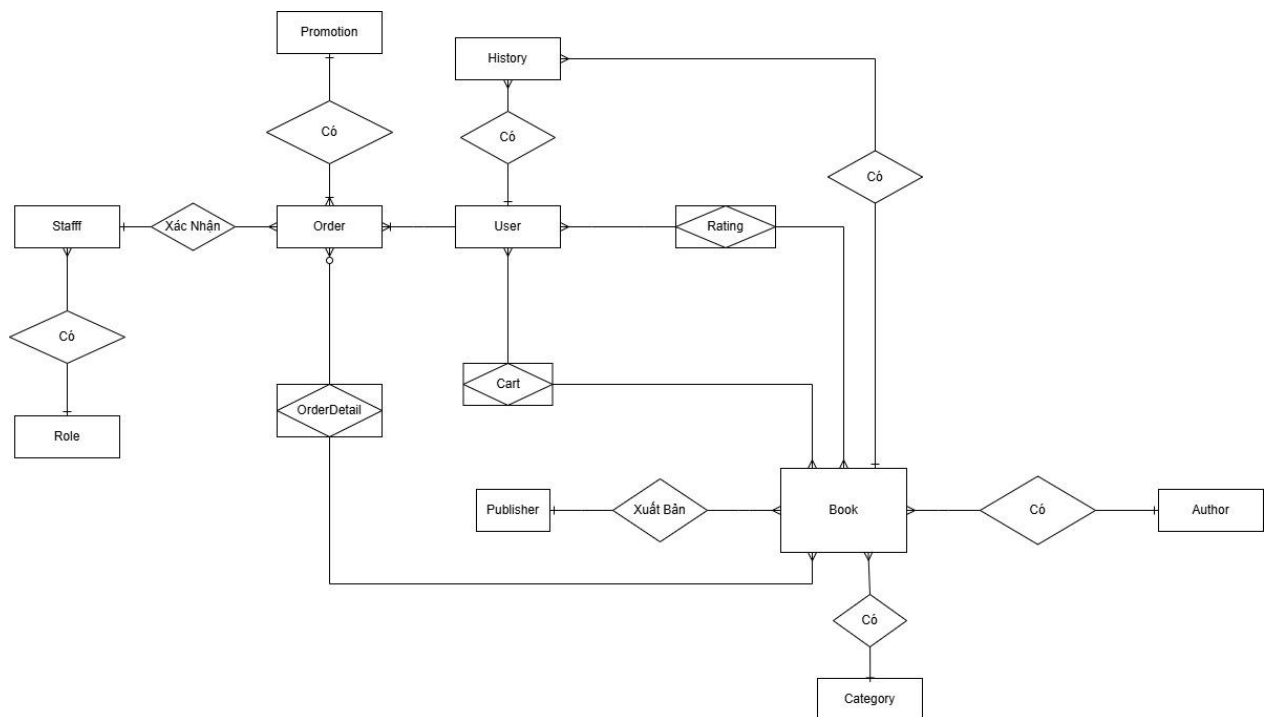 Promotion
History
Có
Có
Có
Stafff
Xác Nhận
Order
User
Rating
Có
Cart
OrderDetail
Role
Publisher
Xuất Bản
Book
Có
Author
Có
Category